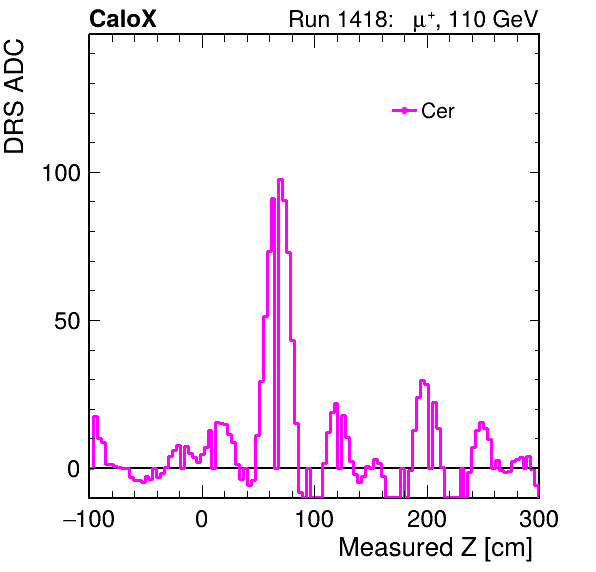 CaloX Run 1418: μ⁺, 110 GeV
DRS ADC
Cer
100
50
0
−100 0 100 200 300
Measured Z [cm]